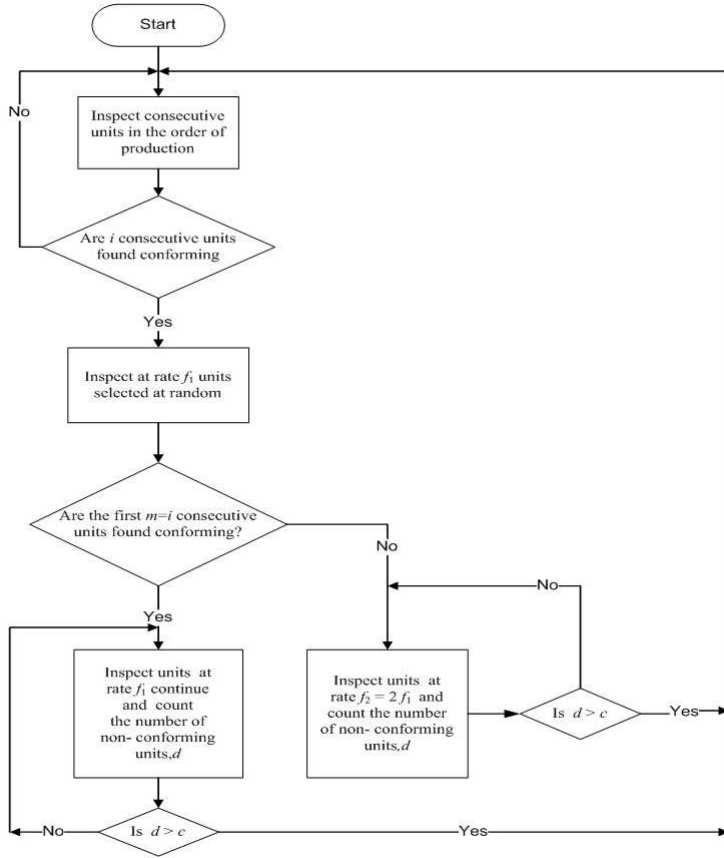 Start
No
Inspect consecutive
units in the order of
production
Are i consecutive units
found conforming
Yes
Inspect at rate f₁ units
selected at random
Are the first m=i consecutive
units found conforming?
No
No
Yes
Inspect units at
rate f₁ continue
and count
the number of
non- conforming
units,d
Inspect units at
rate f₂ = 2 f₁ and
count the number
of non- conforming
units,d
Is d > c
Yes
No
Is d > c
Yes